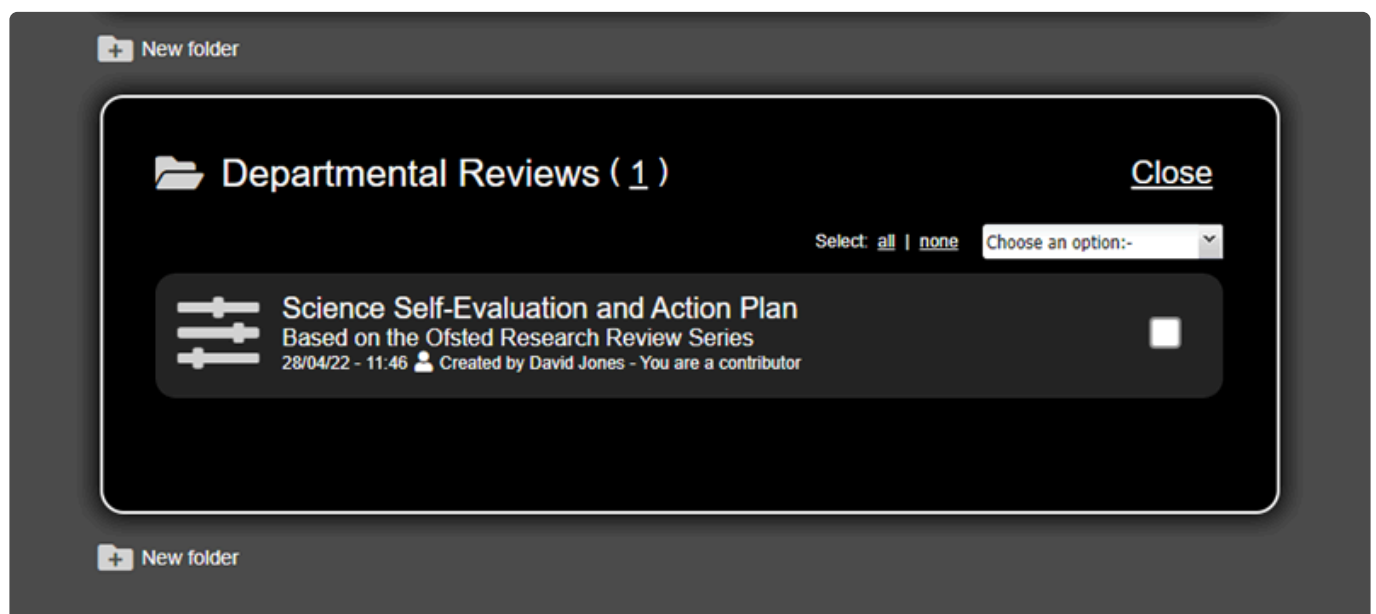 New folder
Departmental Reviews ( 1 )
Close
Select: all | none
Choose an option:-
Science Self-Evaluation and Action Plan
Based on the Ofsted Research Review Series
28/04/22 - 11:46 Created by David Jones - You are a contributor
New folder